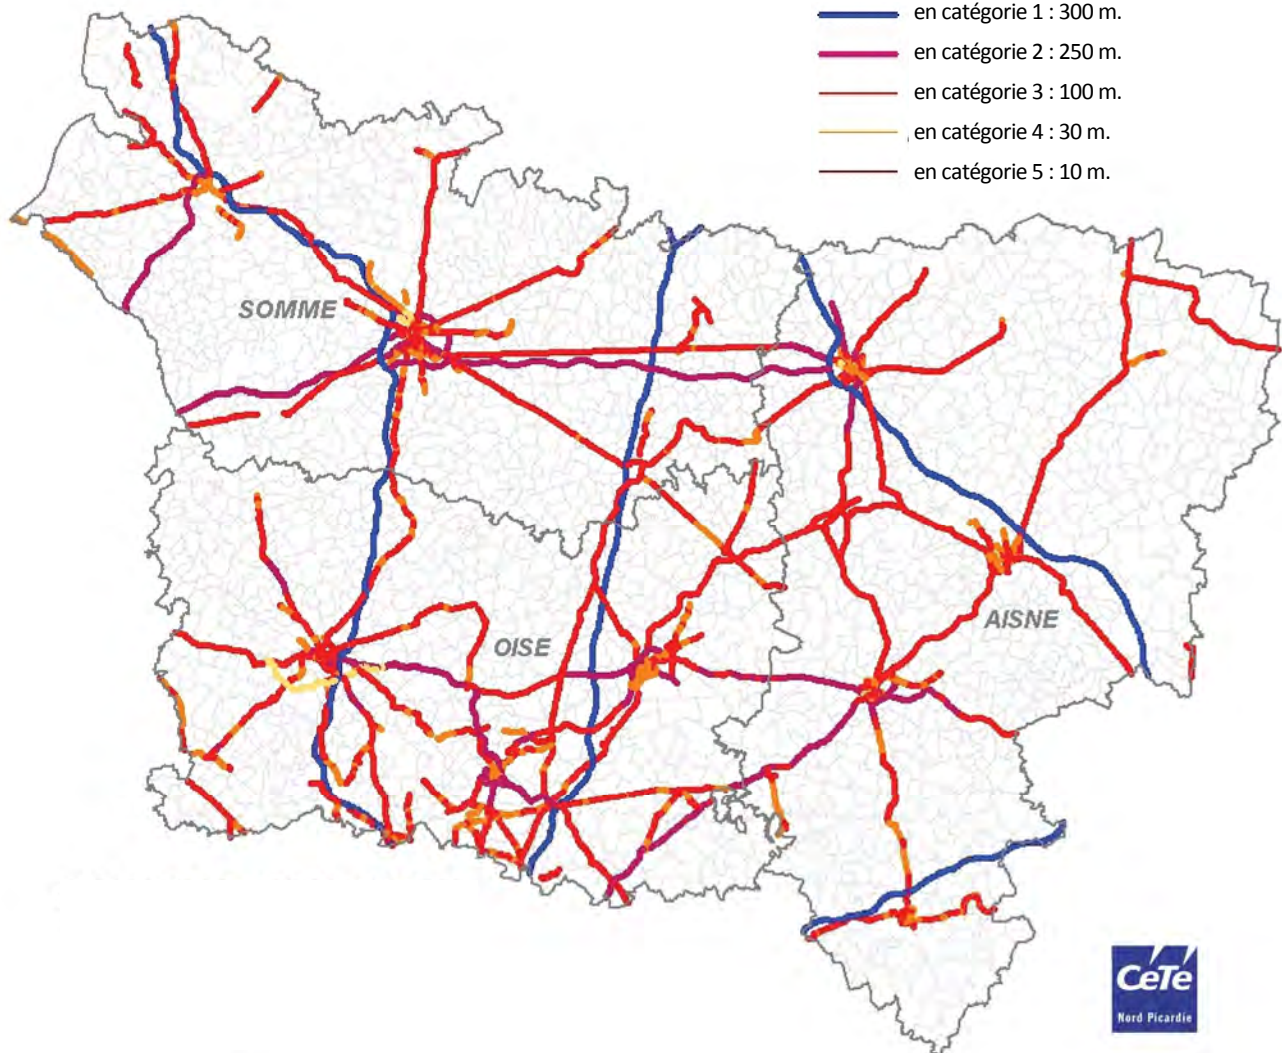 en catégorie 1 : 300 m.
en catégorie 2 : 250 m.
en catégorie 3 : 100 m.
en catégorie 4 : 30 m.
en catégorie 5 : 10 m.
SOMME
OISE
AISNE
CéTé
Nord Picardie